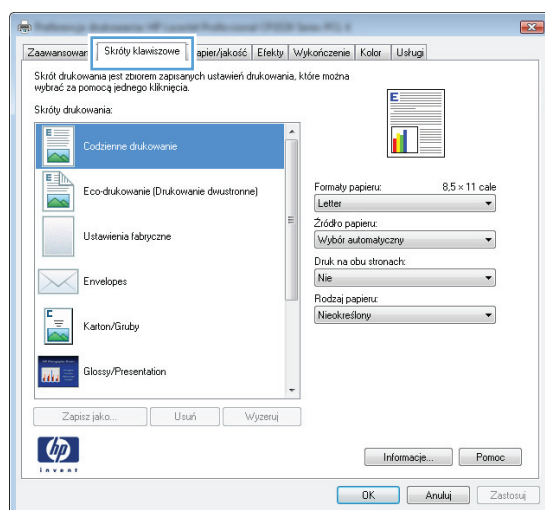 Zaawansowan
Skróty klawiszowe
apier/jakość
Efekty
Wykończenie
Kolor
Usługi
Skrót drukowania jest zbiorem zapisanych ustawień drukowania, które można
wybrać za pomocą jednego kliknięcia.
Skróty drukowania:
Codzienne drukowanie
Eco-drukowanie (Drukowanie dwustronne)
Ustawienia fabryczne
Envelopes
Karton/Gruby
Glossy/Presentation
Zapisz jako...
Usuń
Wyzeruj
E
Formaty papieru:
8,5 × 11 cale
Letter
Źródło papieru:
Wybór automatyczny
Druk na obu stronach:
Nie
Rodzaj papieru:
Nieokreślony
hp
invent
Informacje...
Pomoc
OK
Anuluj
Zastosuj